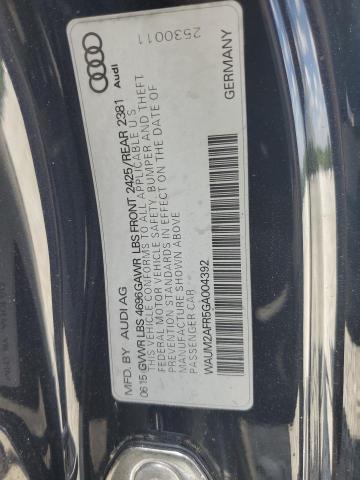 Audi
2530011
MFD. BY AUDI AG
06 15 GVWR LBS 4696 GAWR LBS FRONT 2425/REAR 2381
THIS VEHICLE CONFORMS TO ALL APPLICABLE U.S.
FEDERAL MOTOR VEHICLE SAFETY, BUMPER AND THEFT
STANDARDS IN EFFECT ON THE DATE OF
MANUFACTURE SHOWN ABOVE
PASSENGER CAR
WAUM2AFR5GA004392
GERMANY